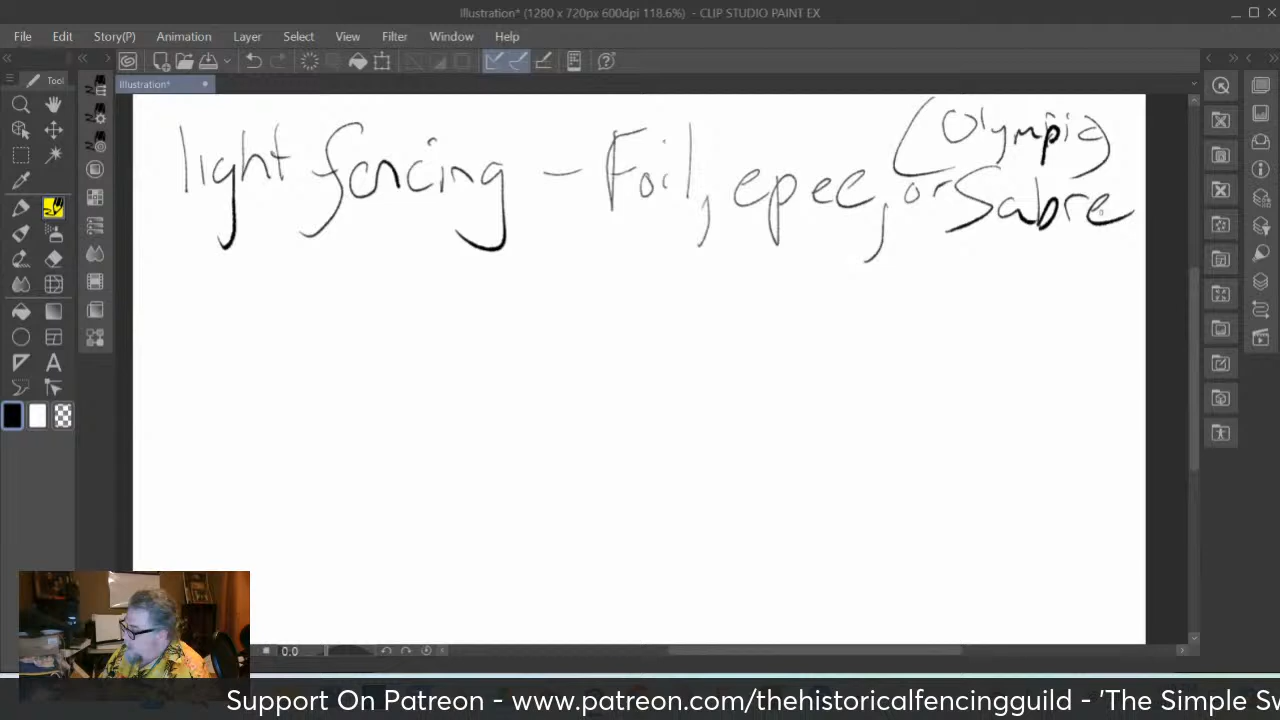 Illustration* (1280 x 720px 600dpi 118.6%) - CLIP STUDIO PAINT EX
File Edit Story(P) Animation Layer Select View Filter Window Help
Tool
Illustration*
(Olympic)
light fencing - Foil, epee, or Sabre
0.0
Support On Patreon - www.patreon.com/thehistoricalfencingguild - 'The Simple Sw